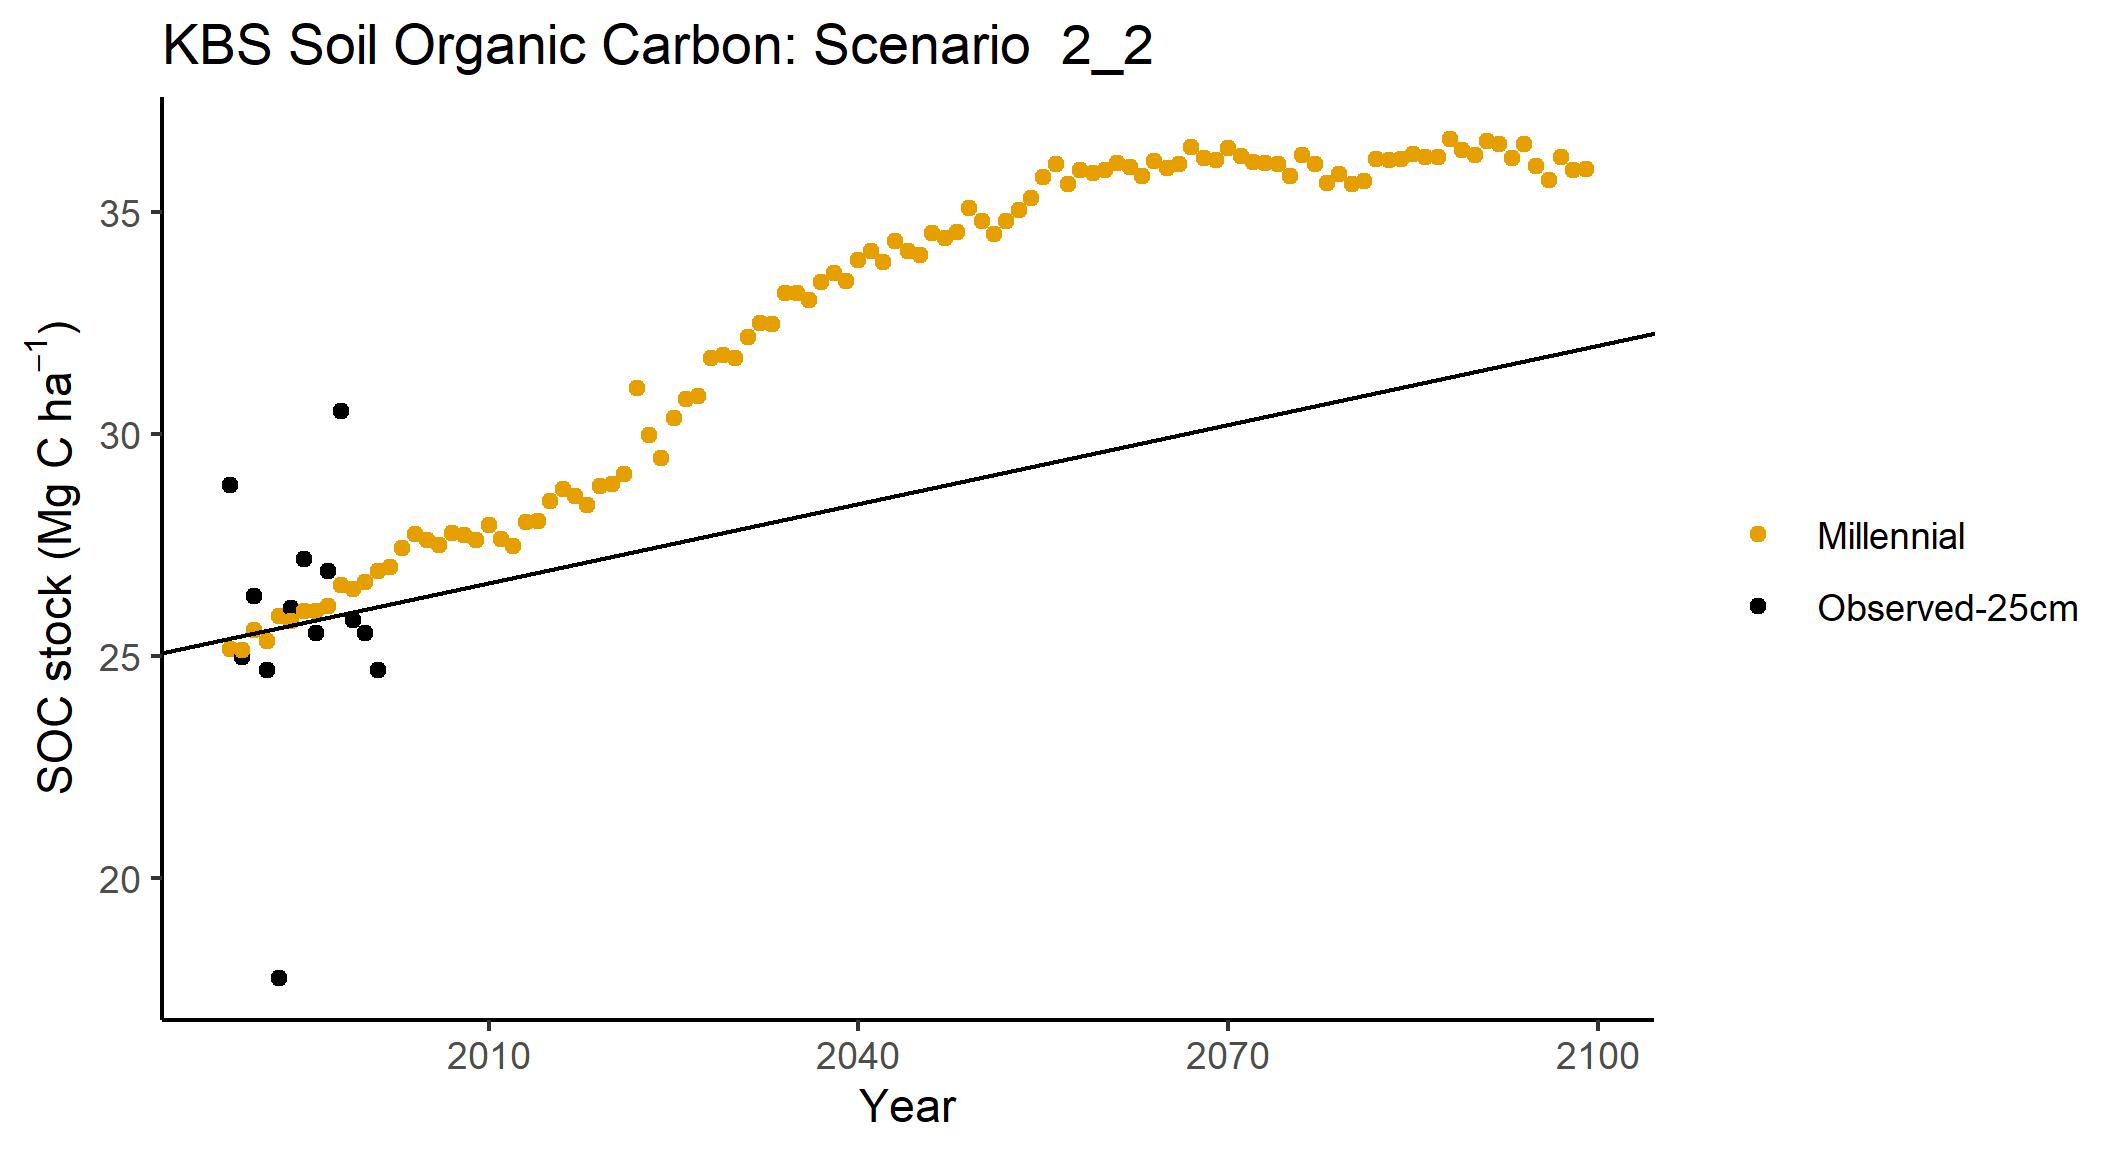 KBS Soil Organic Carbon: Scenario  2_2
SOC stock (Mg C ha⁻¹)
35
30
25
20
2010 2040 2070 2100
Year
Millennial
Observed-25cm